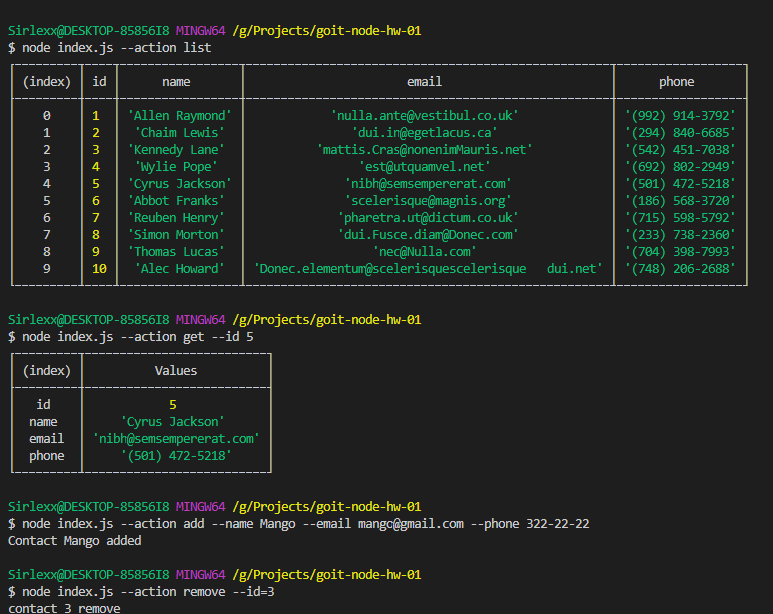 Sirlexx@DESKTOP-85856I8 MINGW64 /g/Projects/goit-node-hw-01
$ node index.js --action list
(index) id name email phone
0 1 'Allen Raymond' 'nulla.ante@vestibul.co.uk' '(992) 914-3792'
1 2 'Chaim Lewis' 'dui.in@egetlacus.ca' '(294) 840-6685'
2 3 'Kennedy Lane' 'mattis.Cras@nonenimMauris.net' '(542) 451-7038'
3 4 'Wylie Pope' 'est@utquamvel.net' '(692) 802-2949'
4 5 'Cyrus Jackson' 'nibh@semsempererat.com' '(501) 472-5218'
5 6 'Abbot Franks' 'scelerisque@magnis.org' '(186) 568-3720'
6 7 'Reuben Henry' 'pharetra.ut@dictum.co.uk' '(715) 598-5792'
7 8 'Simon Morton' 'dui.Fusce.diam@Donec.com' '(233) 738-2360'
8 9 'Thomas Lucas' 'nec@Nulla.com' '(704) 398-7993'
9 10 'Alec Howard' 'Donec.elementum@scelerisquescelerisque dui.net' '(748) 206-2688'
Sirlexx@DESKTOP-85856I8 MINGW64 /g/Projects/goit-node-hw-01
$ node index.js --action get --id 5
(index) Values
id 5
name 'Cyrus Jackson'
email 'nibh@semsempererat.com'
phone '(501) 472-5218'
Sirlexx@DESKTOP-85856I8 MINGW64 /g/Projects/goit-node-hw-01
$ node index.js --action add --name Mango --email mango@gmail.com --phone 322-22-22
Contact Mango added
Sirlexx@DESKTOP-85856I8 MINGW64 /g/Projects/goit-node-hw-01
$ node index.js --action remove --id=3
contact 3 remove